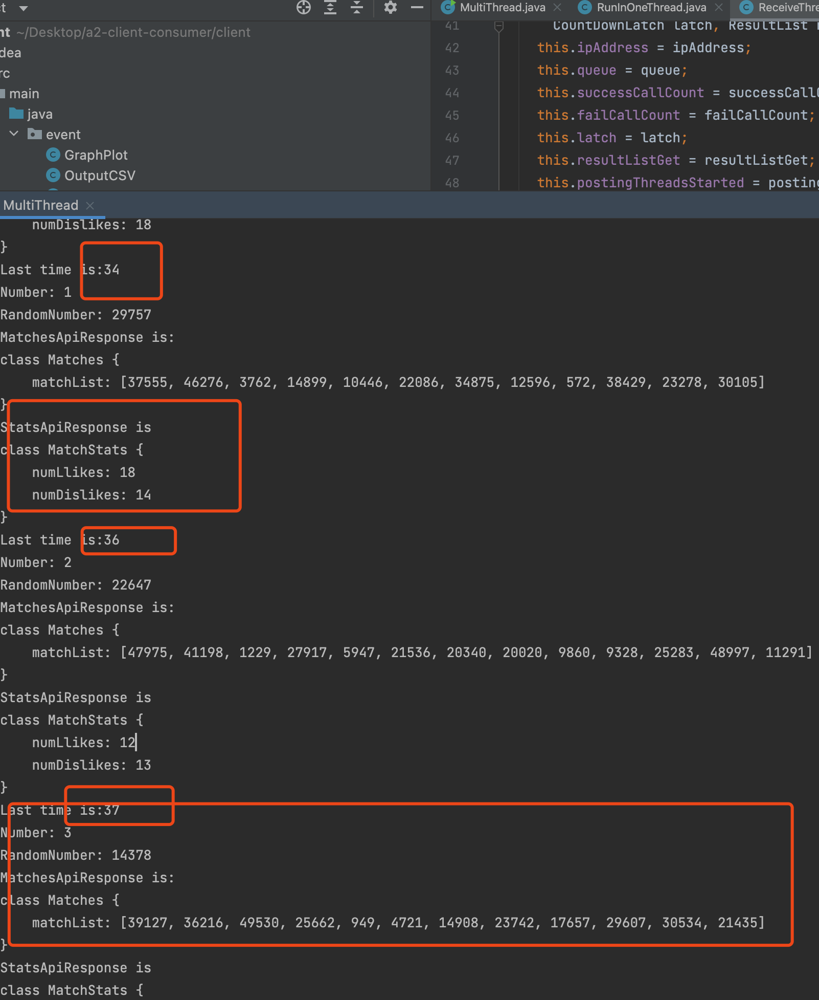 MultiThread.java
RunInOneThread.java
~/Desktop/a2-client-consumer/client
main
java
event
GraphPlot
OutputCSV
41 CountDownLatch latch, ResultList
42 this.ipAddress = ipAddress;
43 this.queue = queue;
44 this.successCallCount =
45 this.failCallCount = failCallCount;
46 this.latch = latch;
47 this.resultListGet = resultListGet;
48 this.postingThreadsStarted =
MultiThread
numDislikes: 18
}
Last time is:34
Number: 1
RandomNumber: 29757
MatchesApiResponse is:
class Matches {
matchList: [37555, 46276, 3762, 14899, 10446, 22086, 34875, 12596, 572, 38429, 23278, 30105]
}
StatsApiResponse is
class MatchStats {
numLlikes: 18
numDislikes: 14
}
Last time is:36
Number: 2
RandomNumber: 22647
MatchesApiResponse is:
class Matches {
matchList: [47975, 41198, 1229, 27917, 5947, 21536, 20340, 20020, 9860, 9328, 25283, 48997, 11291]
}
StatsApiResponse is
class MatchStats {
numLlikes: 12
numDislikes: 13
}
Last time is:37
Number: 3
RandomNumber: 14378
MatchesApiResponse is:
class Matches {
matchList: [39127, 36216, 49530, 25662, 949, 4721, 14908, 23742, 17657, 29607, 30534, 21435]
}
StatsApiResponse is
class MatchStats {